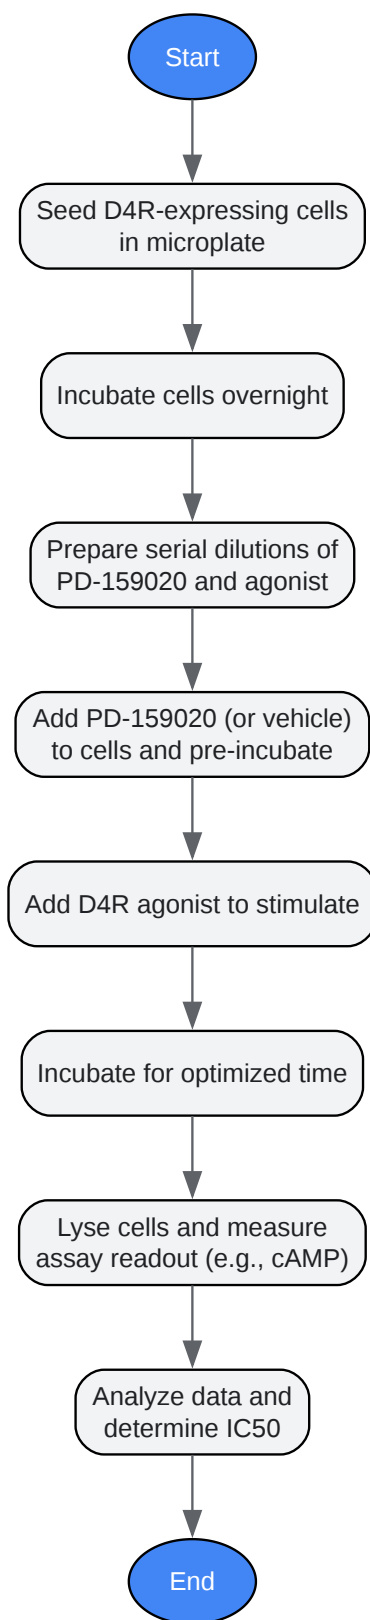 Start
Seed D4R-expressing cells
in microplate
Incubate cells overnight
Prepare serial dilutions of
PD-159020 and agonist
Add PD-159020 (or vehicle)
to cells and pre-incubate
Add D4R agonist to stimulate
Incubate for optimized time
Lyse cells and measure
assay readout (e.g., cAMP)
Analyze data and
determine IC50
End